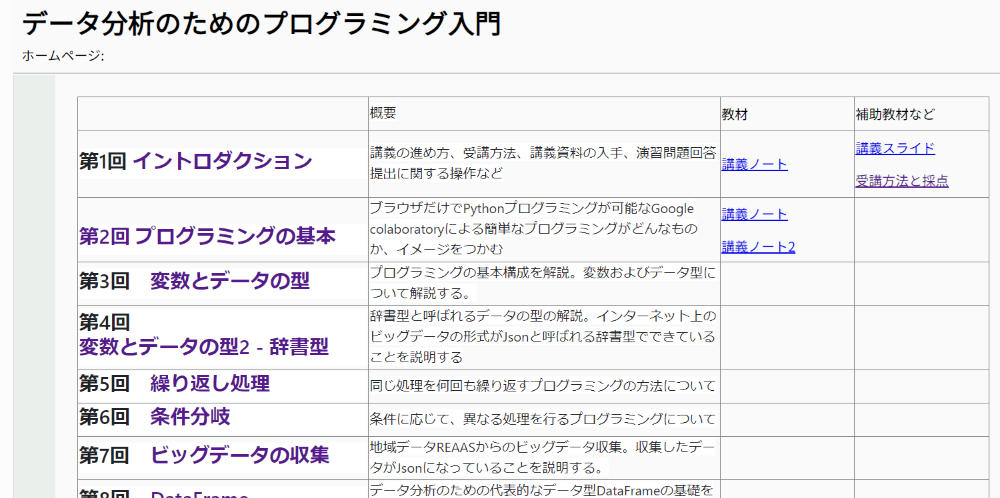 データ分析のためのプログラミング入門
ホームページ:
概要
教材
補助教材など
第1回 イントロダクション
講義の進め方、受講方法、講義資料の入手、演習問題回答
提出に関する操作など
講義ノート
講義スライド
受講方法と採点
第2回 プログラミングの基本
ブラウザだけでPythonプログラミングが可能なGoogle
colaboratoryによる簡単なプログラミングがどんなもの
か、イメージをつかむ
講義ノート
講義ノート2
第3回 変数とデータの型
プログラミングの基本構成を解説。変数およびデータ型に
ついて解説する。
第4回
変数とデータの型2 - 辞書型
辞書型と呼ばれるデータの型の解説。インターネット上の
ビッグデータの形式がJsonと呼ばれる辞書型でできている
ことを説明する
第5回 繰り返し処理
同じ処理を何回も繰り返すプログラミングの方法について
第6回 条件分岐
条件に応じて、異なる処理を行るプログラミングについて
第7回 ビッグデータの収集
地域データREAASからのビッグデータ収集。収集したデー
タがJsonになっていることを説明する。
第8回 DataFrame
データ分析のための代表的なデータ型DataFrameの基礎を